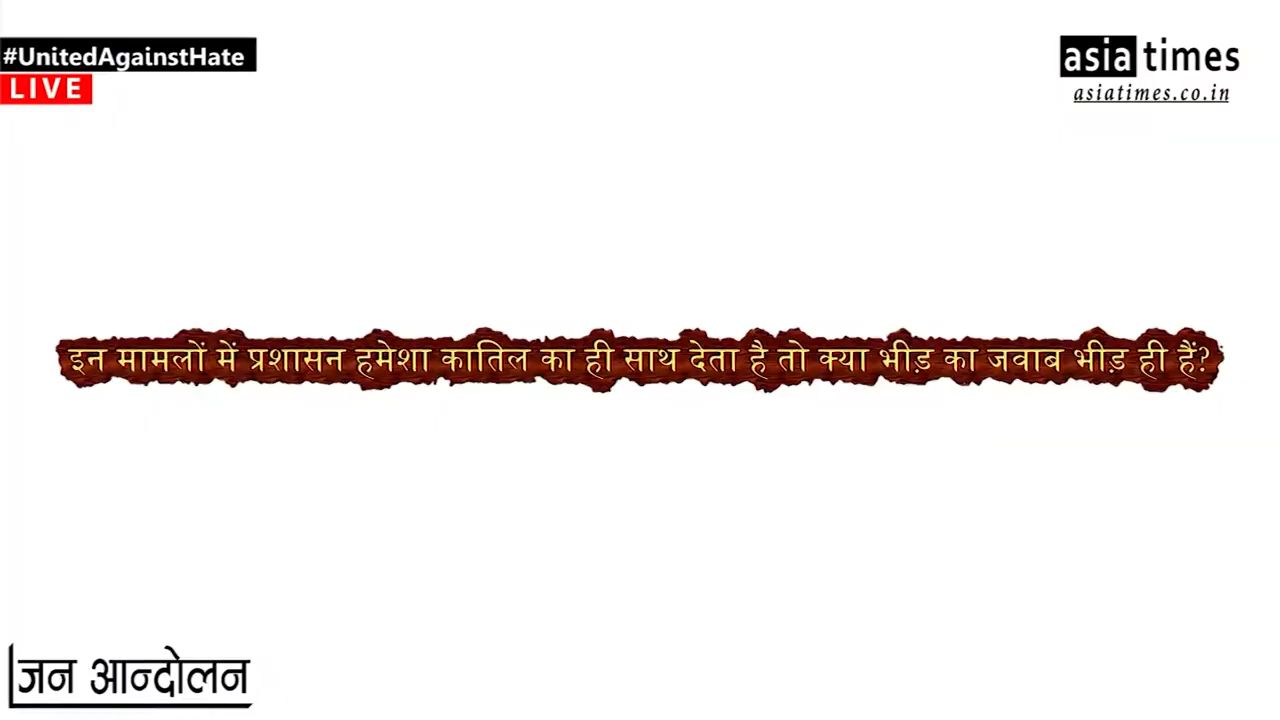 #UnitedAgainstHate
LIVE
asia times
asiatimes.co.in
इन मामलों में प्रशासन हमेशा कातिल का ही साथ देता है तो क्या भीड़ का जवाब भीड़ ही हैं?
जन आन्दोलन